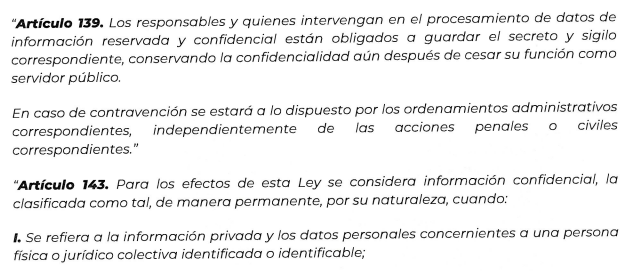 “Artículo 139. Los responsables y quienes intervengan en el procesamiento de datos de
información reservada y confidencial están obligados a guardar el secreto y sigilo
correspondiente, conservando la confidencialidad aún después de cesar su función como
servidor público.
En caso de contravención se estará a lo dispuesto por los ordenamientos administrativos
correspondientes, independientemente de las acciones penales o civiles
correspondientes.”
“Artículo 143. Para los efectos de esta Ley se considera información confidencial, la
clasificada como tal, de manera permanente, por su naturaleza, cuando:
I. Se refiera a la información privada y los datos personales concernientes a una persona
física o jurídico colectiva identificada o identificable;